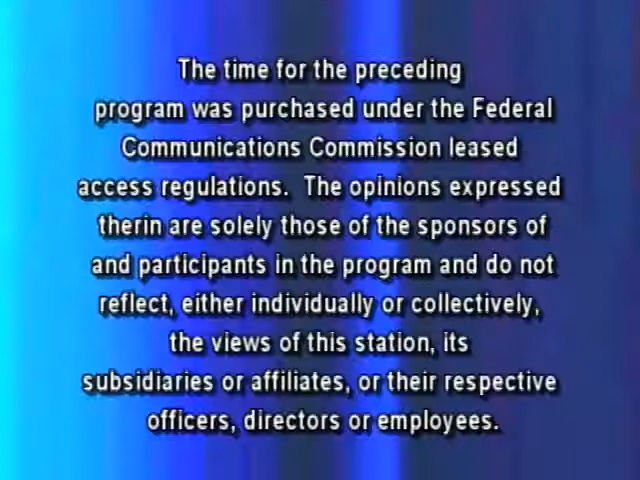 The time for the preceding
program was purchased under the Federal
Communications Commission leased
access regulations.  The opinions expressed
therin are solely those of the sponsors of
and participants in the program and do not
reflect, either individually or collectively,
the views of this station, its
subsidiaries or affiliates, or their respective
officers, directors or employees.